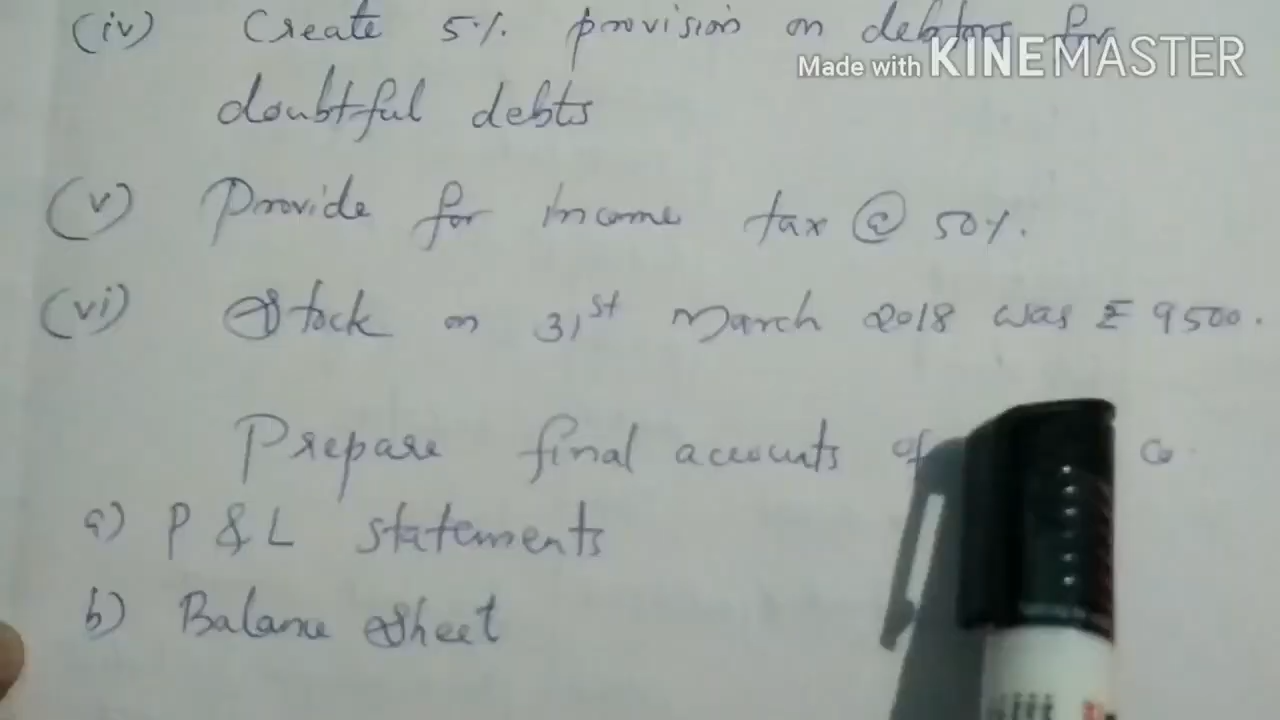 (iv) Create 5% provision on debtors for
Made with KINEMASTER
doubtful debts
(v) Provide for income tax @ 50%.
(vi) Stock on 31st March 2018 was ₹ 9500.
Prepare final accounts of Co.
a) P & L statements
b) Balance Sheet